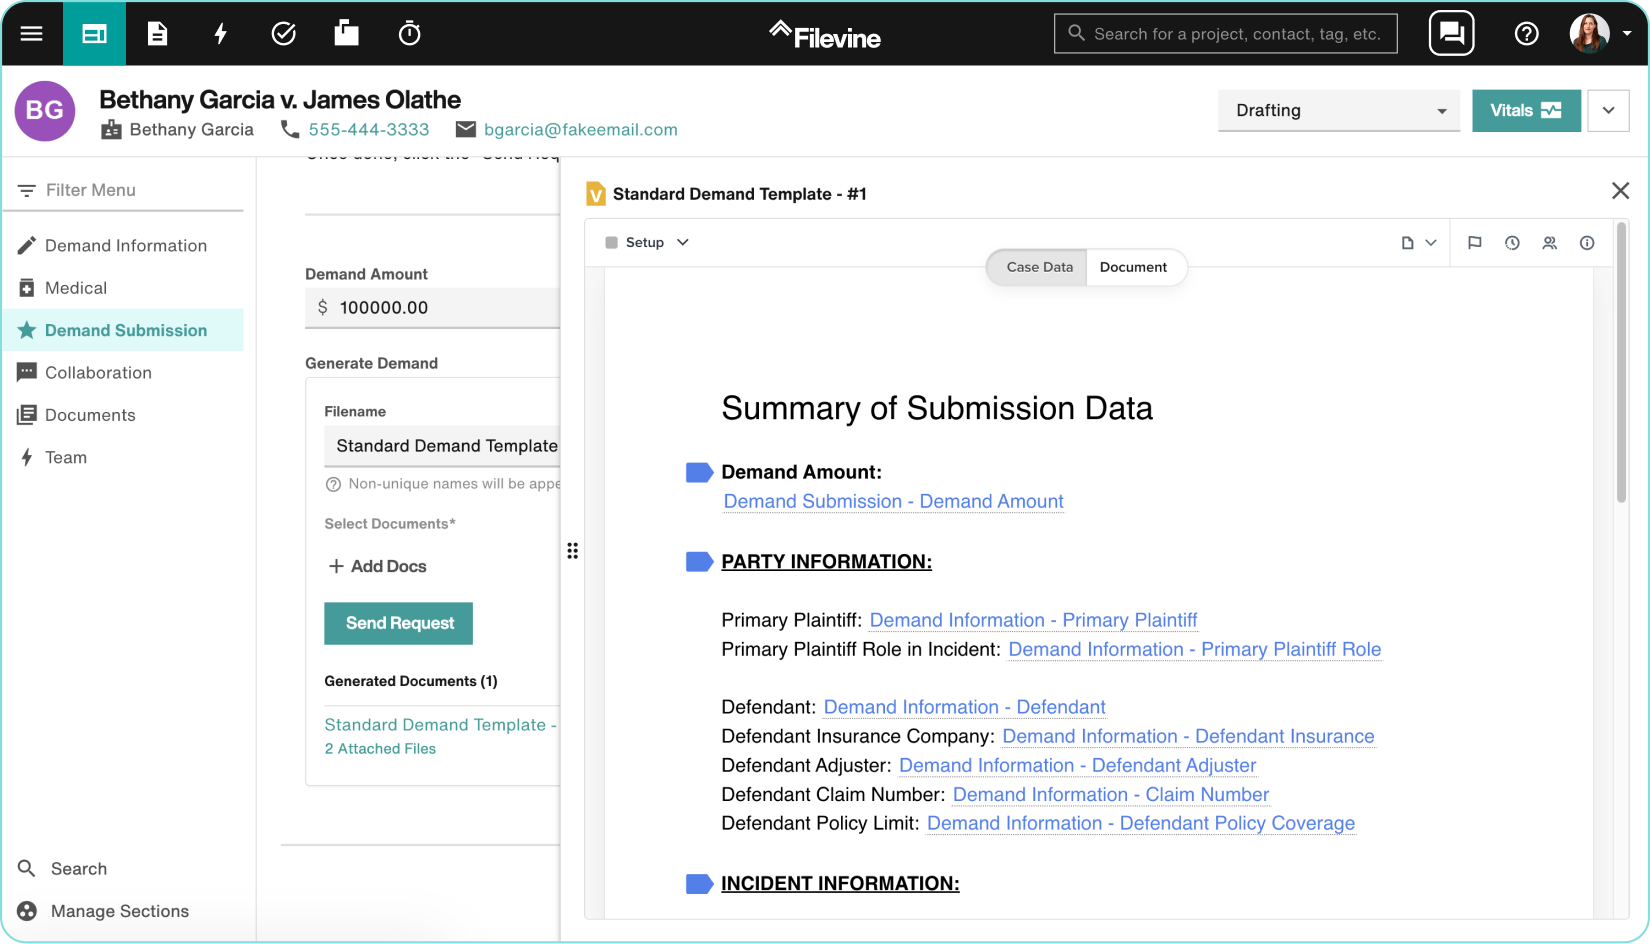 Filevine
Search for a project, contact, tag, etc.
BG
Bethany Garcia v. James Olathe
Bethany Garcia
555-444-3333
bgarcia@fakeemail.com
Drafting
Vitals
Filter Menu
Demand Information
Medical
Demand Submission
Collaboration
Documents
Team
Search
Manage Sections
Demand Amount
$ 100000.00
Generate Demand
Filename
Standard Demand Template
Non-unique names will be appe
Select Documents*
+ Add Docs
Send Request
Generated Documents (1)
Standard Demand Template -
2 Attached Files
V Standard Demand Template - #1
Setup
Case Data
Document
Summary of Submission Data
Demand Amount:
Demand Submission - Demand Amount
PARTY INFORMATION:
Primary Plaintiff: Demand Information - Primary Plaintiff
Primary Plaintiff Role in Incident: Demand Information - Primary Plaintiff Role
Defendant: Demand Information - Defendant
Defendant Insurance Company: Demand Information - Defendant Insurance
Defendant Adjuster: Demand Information - Defendant Adjuster
Defendant Claim Number: Demand Information - Claim Number
Defendant Policy Limit: Demand Information - Defendant Policy Coverage
INCIDENT INFORMATION: